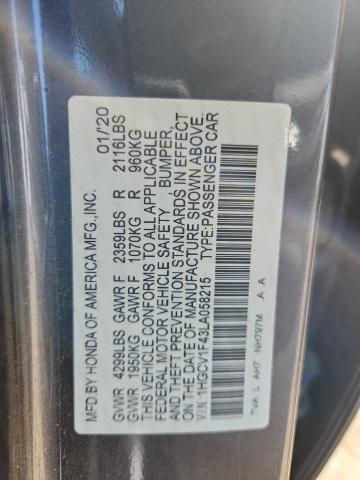 MFD BY HONDA OF AMERICA MFG., INC. 01/'20
GVWR 4299LBS GAWR F 2359LBS R 2116LBS
GVWR 1950KG GAWR F 1070KG R 960KG
THIS VEHICLE CONFORMS TO ALL APPLICABLE
FEDERAL MOTOR VEHICLE SAFETY, BUMPER,
AND THEFT PREVENTION STANDARDS IN EFFECT
ON THE DATE OF MANUFACTURE SHOWN ABOVE.
V.I.N. 1HGCV1F43LA058215 TYPE:PASSENGER CAR
TVA L AH7 NH797M A A